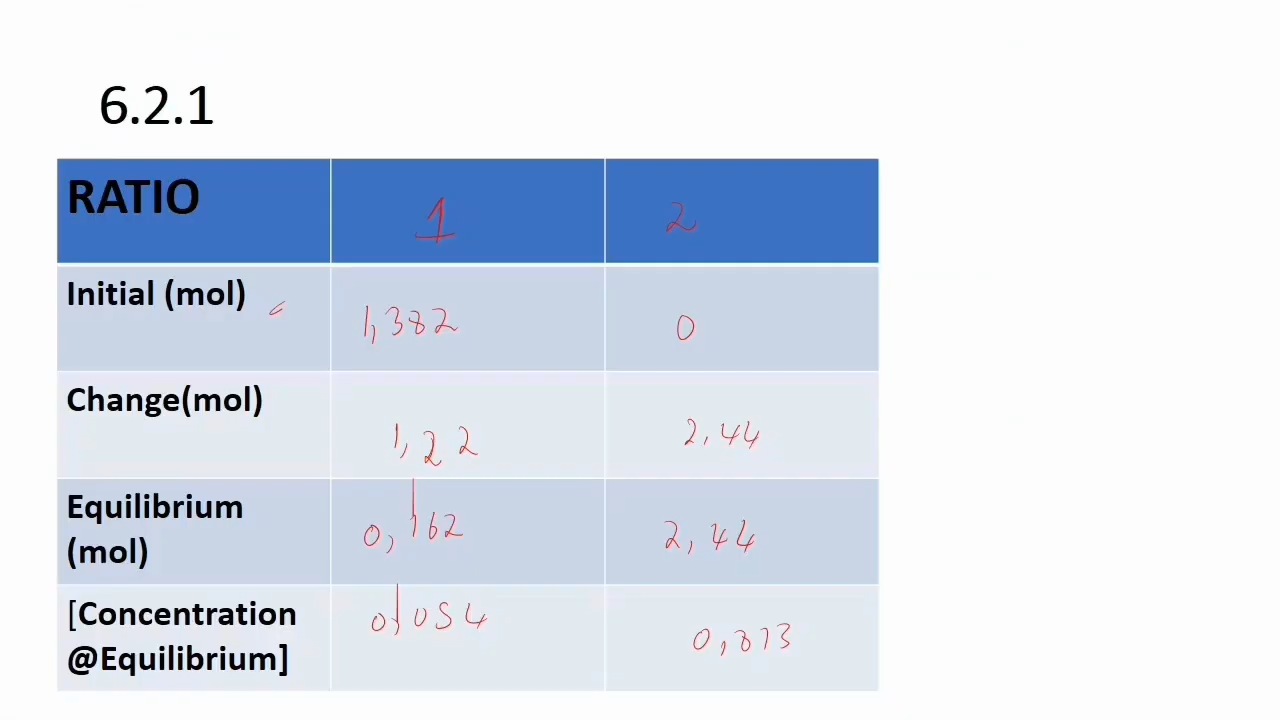 6.2.1
RATIO 1 2
Initial (mol) 1,382 0
Change(mol) 1,22 2,44
Equilibrium
(mol) 0,162 2,44
[Concentration 0,054
@Equilibrium] 0,813